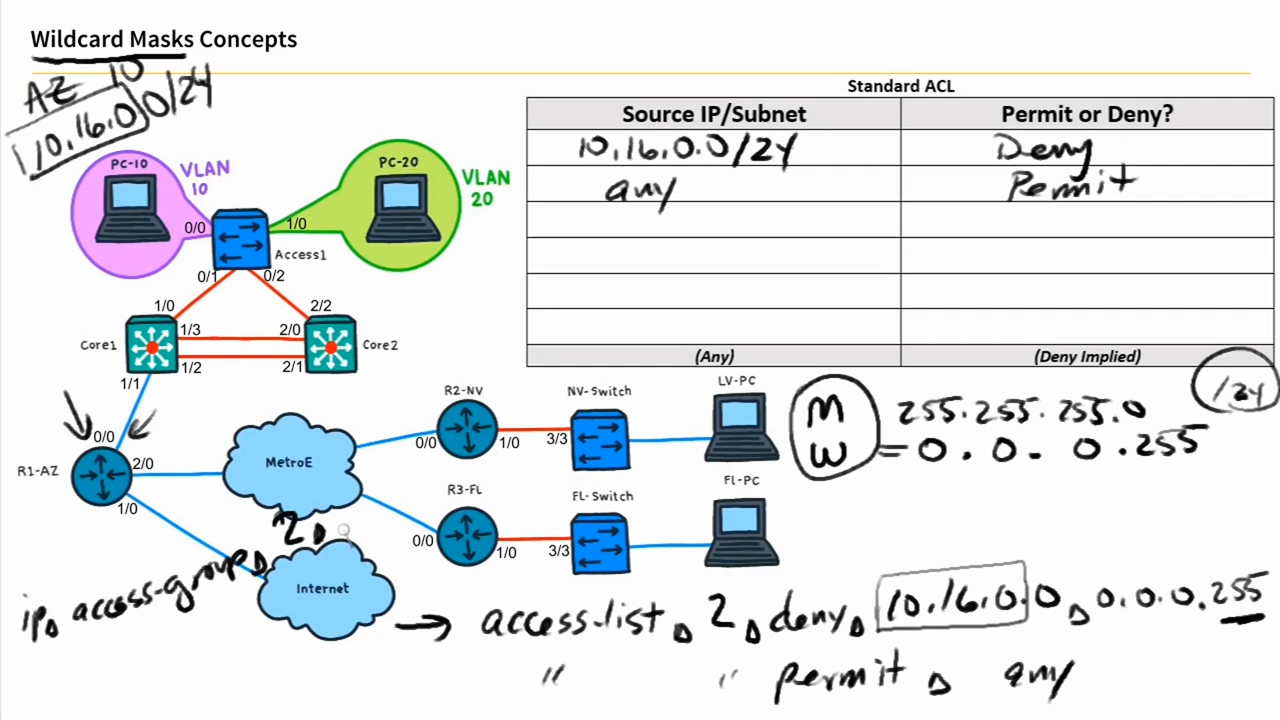 Wildcard Masks Concepts
AZ 10
10.16.0.0/24
Standard ACL
Source IP/Subnet Permit or Deny?
10.16.0.0/24 Deny
any Permit
(Any) (Deny Implied)
PC-10
VLAN
10
PC-20
VLAN
20
0/0
1/0
Access1
0/1
0/2
1/0
2/2
1/3
2/0
Core1
Core2
1/2
2/1
1/1
0/0
R1-AZ
2/0
1/0
MetroE
R2-NV
0/0
1/0
NV-Switch
3/3
LV-PC
R3-FL
0/0
1/0
FL-Switch
3/3
FL-PC
Internet
/24
M 255.255.255.0
W = 0.0.0.255
ip access-group 2
access-list 2 deny 10.16.0.0 0.0.0.255
" " permit any